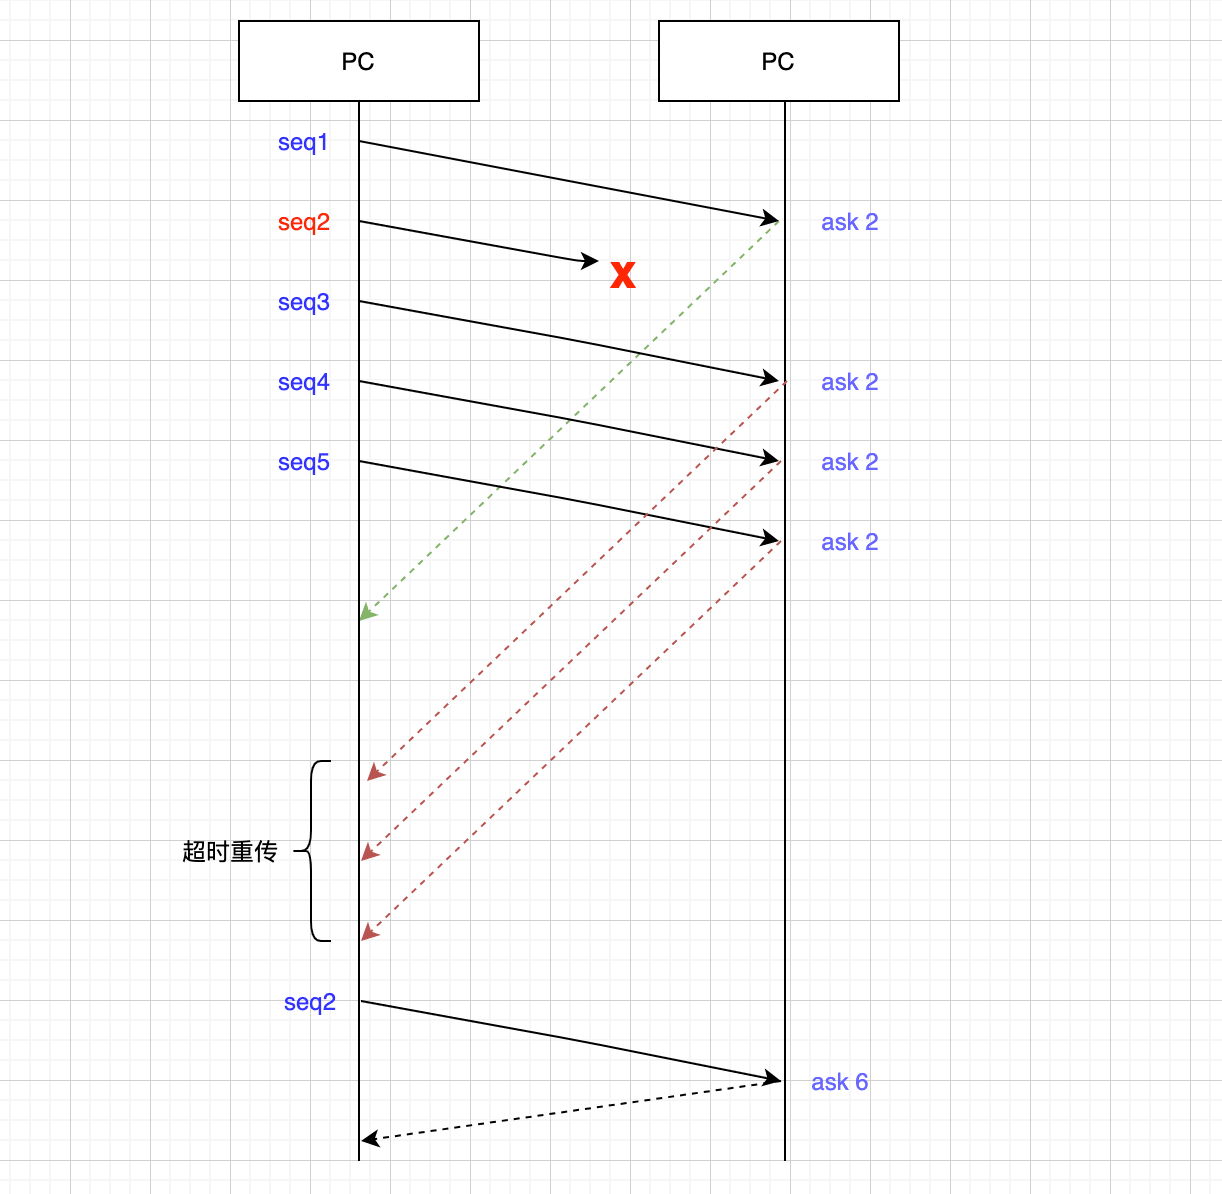 PC
PC
seq1
seq2
ask 2
X
seq3
seq4
ask 2
seq5
ask 2
ask 2
超时重传
seq2
ask 6